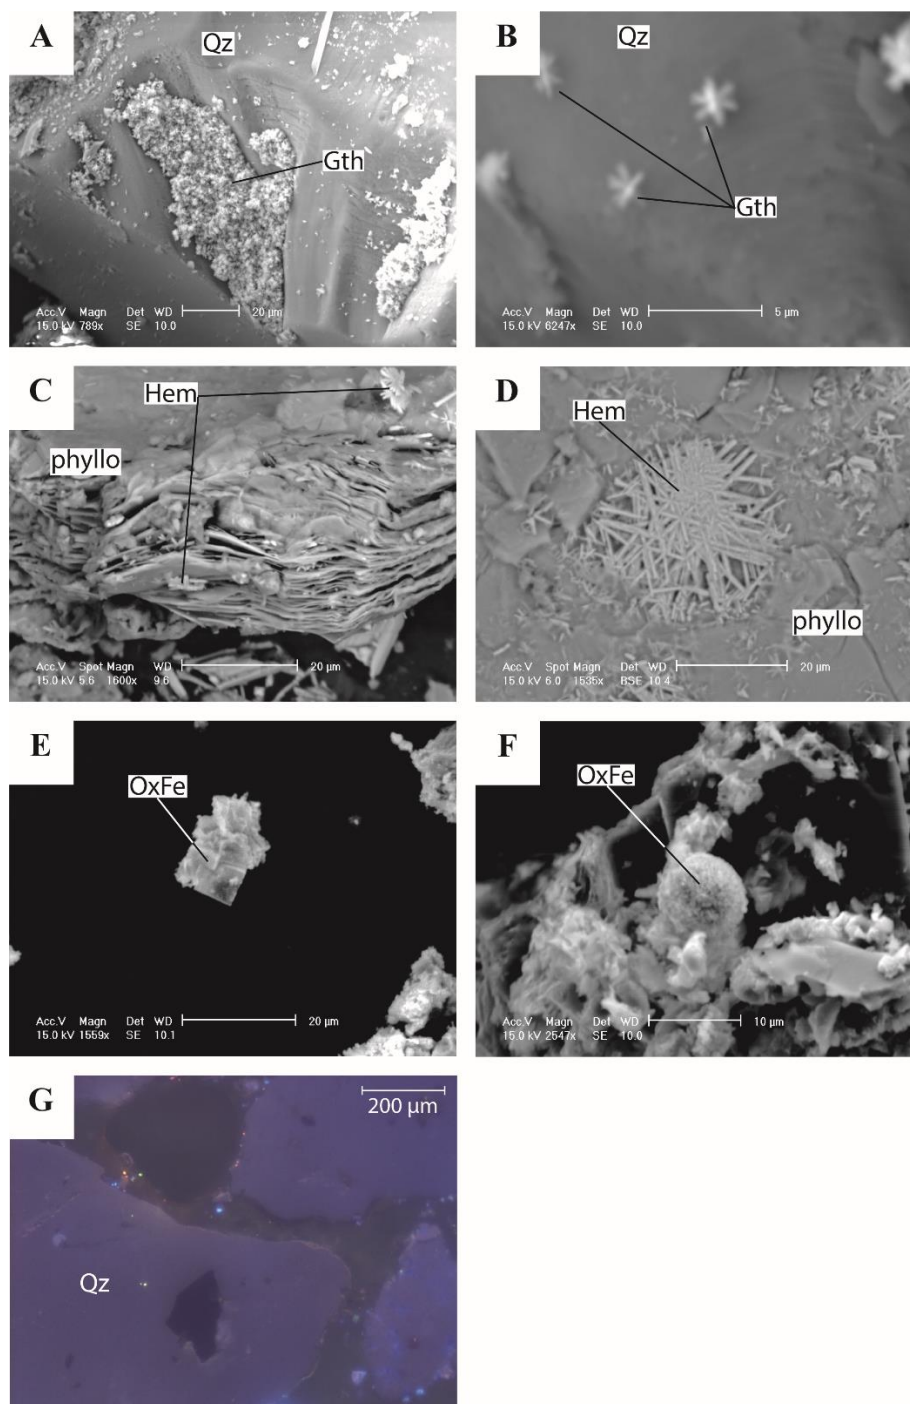 A
Qz
Gth
Acc.V Magn Det WD 20 µm
15.0 kV 789x SE 10.0
B
Qz
Gth
Acc.V Magn Det WD 5 µm
15.0 kV 6247x SE 10.0
C
Hem
phyllo
Acc.V Spot Magn WD 20 µm
15.0 kV 5.6 1600x 9.6
D
Hem
phyllo
Acc.V Spot Magn Det WD 20 µm
15.0 kV 6.0 1535x BSE 10.4
E
OxFe
Acc.V Magn Det WD 20 µm
15.0 kV 1559x SE 10.1
F
OxFe
Acc.V Magn Det WD 10 µm
15.0 kV 2547x SE 10.0
G
200 µm
Qz